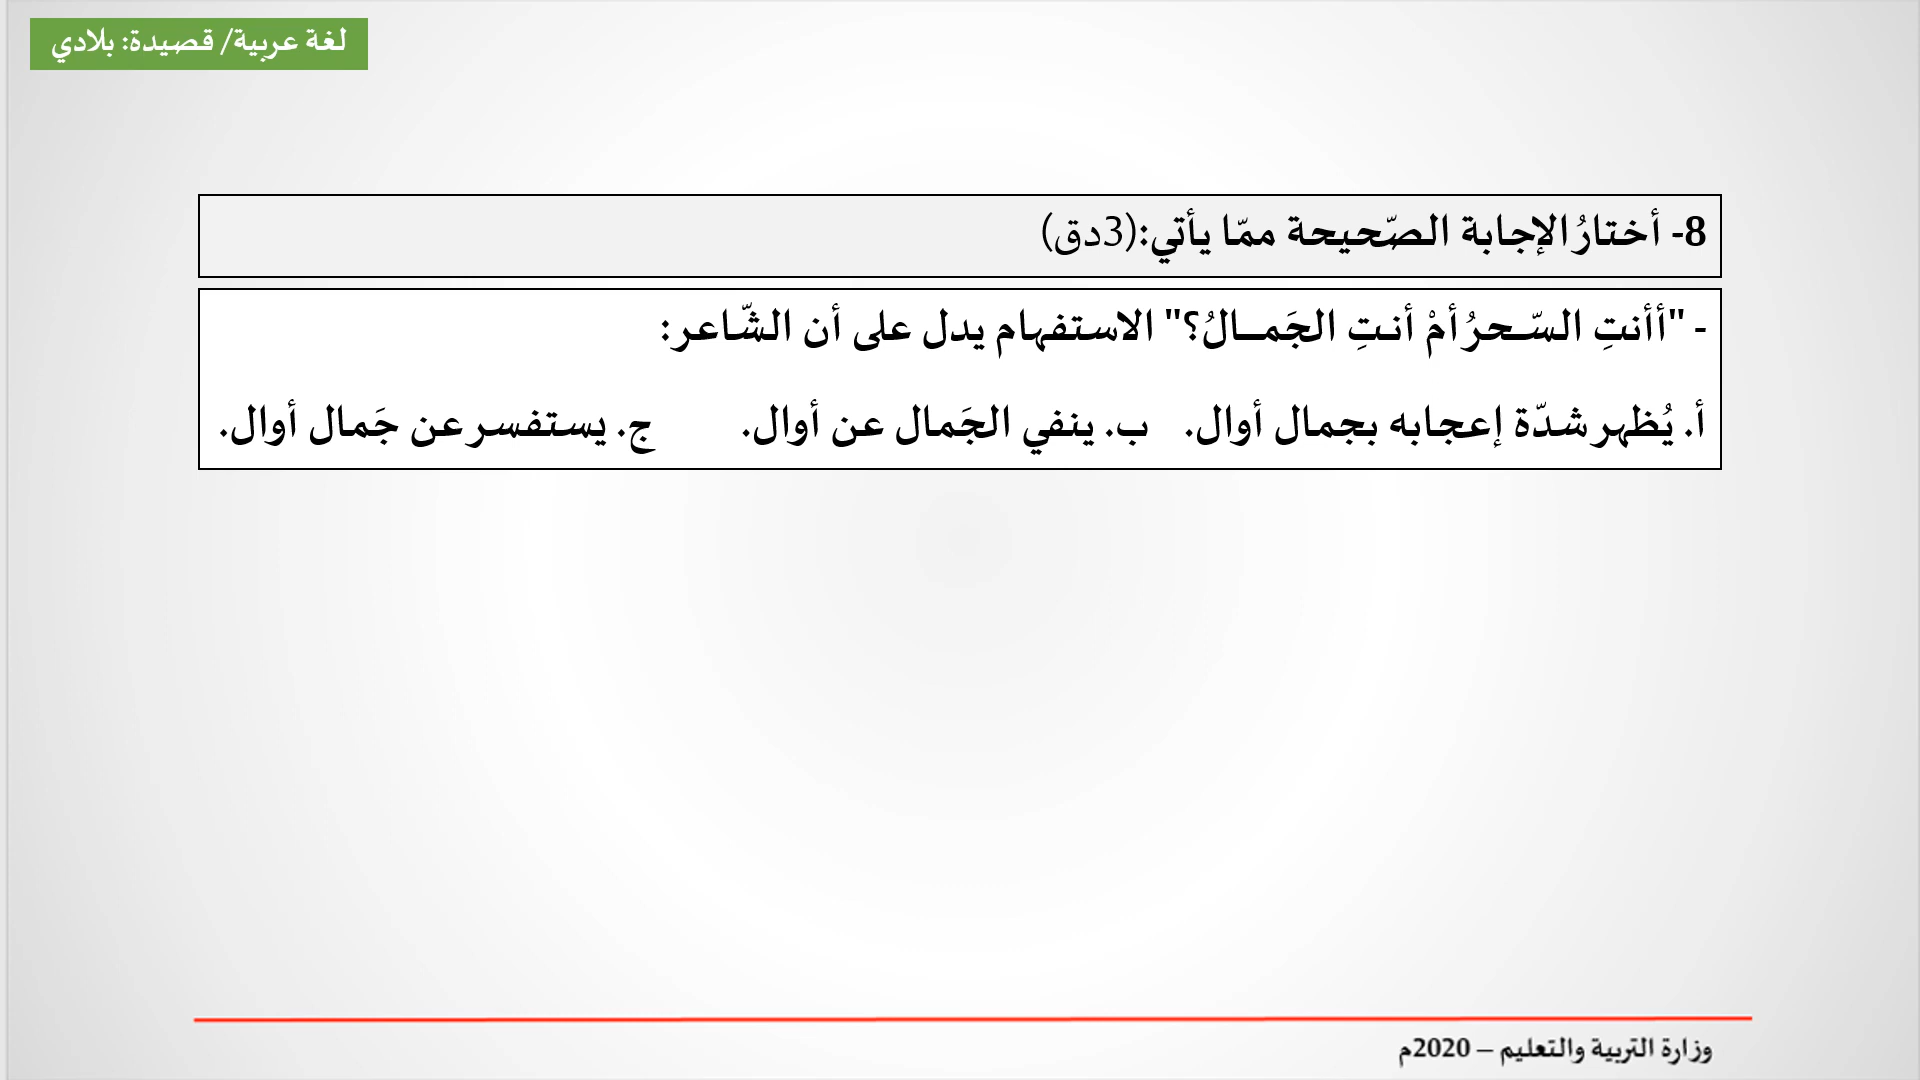 لغة عربية/ قصيدة: بلادي
8- أختارُ الإجابة الصّحيحة ممّا يأتي:(3دق)
- "أأنتِ السّـحرُ أمْ أنتِ الجَمـالُ؟" الاستفهام يدل على أن الشّاعر:
أ. يُظهر شدّة إعجابه بجمال أوال. ب. ينفي الجَمال عن أوال. ج. يستفسر عن جَمال أوال.
وزارة التربية والتعليم – 2020م